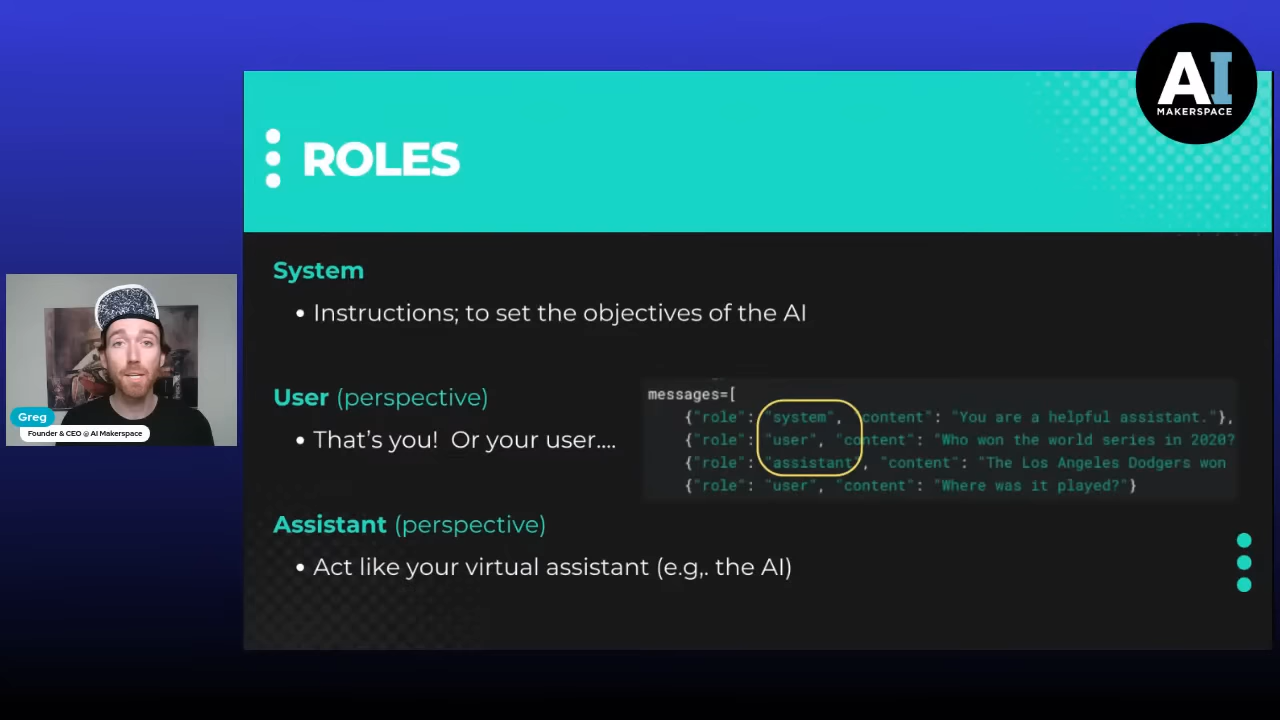 AI
MAKERSPACE
ROLES
System
• Instructions; to set the objectives of the AI
User (perspective)
• That's you!  Or your user....
messages=[
{"role": "system", "content": "You are a helpful assistant."},
{"role": "user", "content": "Who won the world series in 2020?
{"role": "assistant", "content": "The Los Angeles Dodgers won
{"role": "user", "content": "Where was it played?"}
Assistant (perspective)
• Act like your virtual assistant (e.g,. the AI)
Greg
Founder & CEO @ AI Makerspace